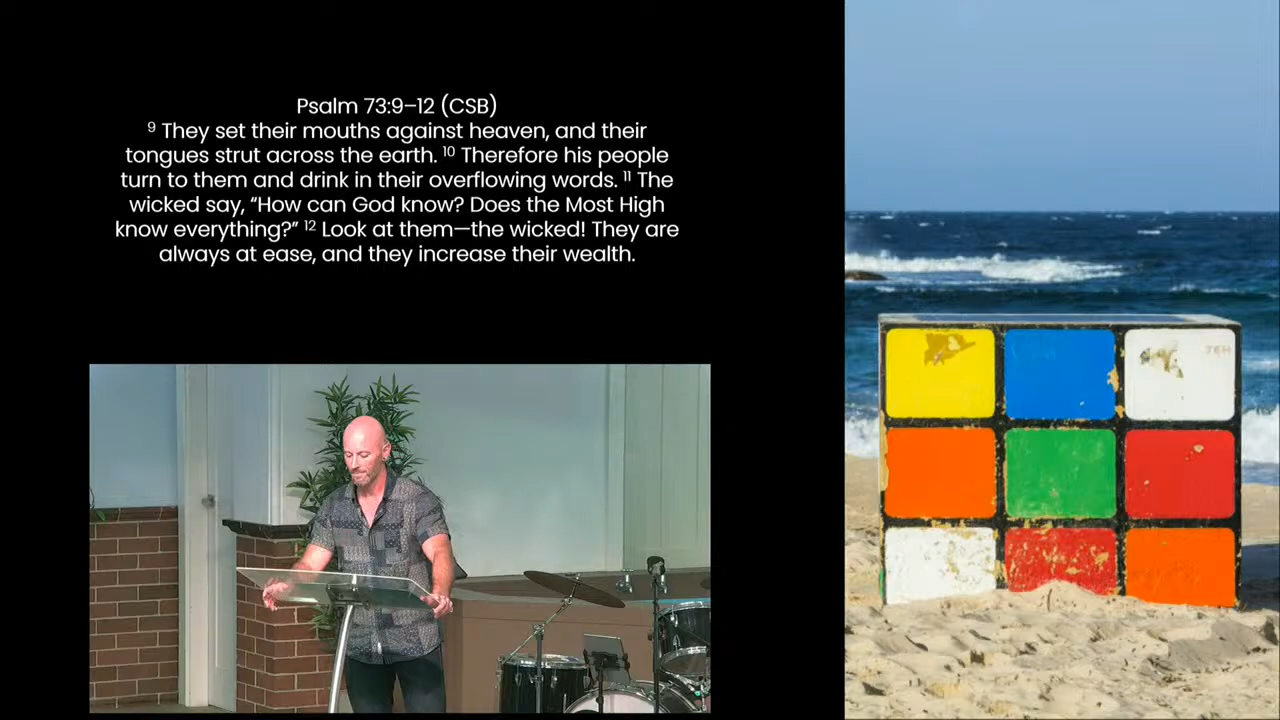 Psalm 73:9–12 (CSB)
⁹ They set their mouths against heaven, and their
tongues strut across the earth. ¹⁰ Therefore his people
turn to them and drink in their overflowing words. ¹¹ The
wicked say, “How can God know? Does the Most High
know everything?” ¹² Look at them—the wicked! They are
always at ease, and they increase their wealth.